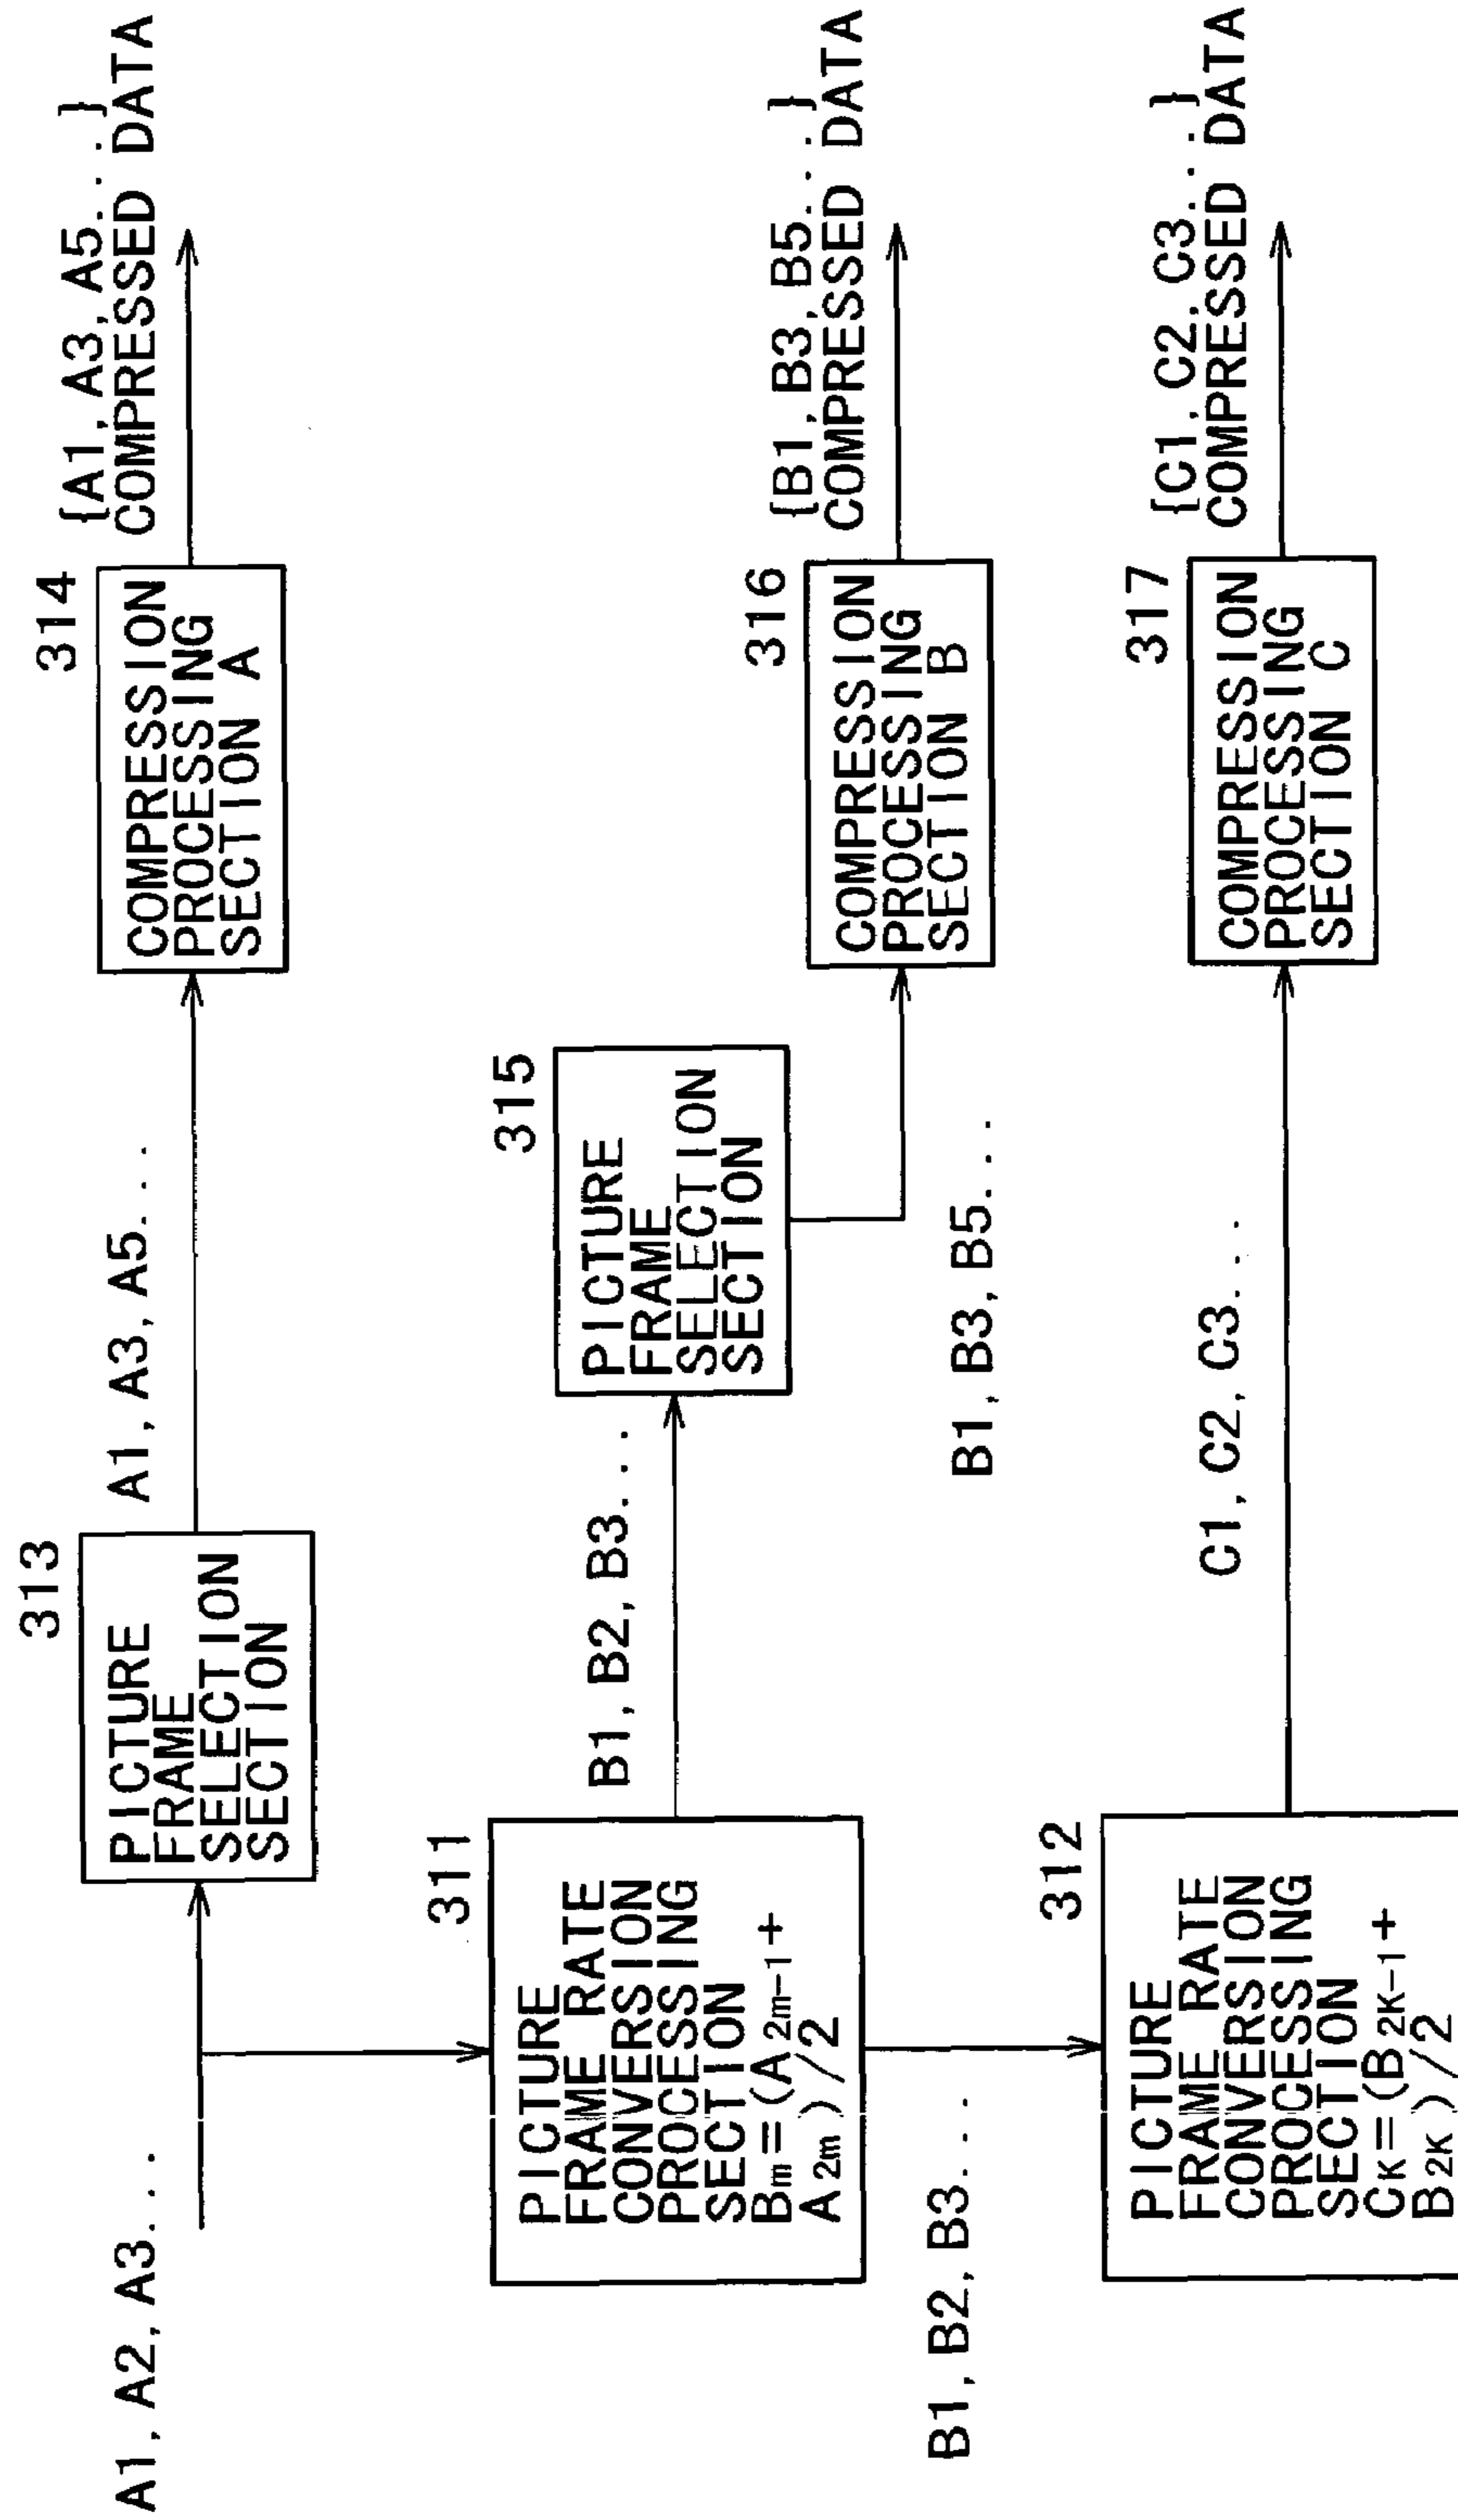 A1, A2, A3...
313
PICTURE
FRAME
SELECTION
SECTION
A1, A3, A5...
314
COMPRESSION
PROCESSING
SECTION A
{A1, A3, A5...}
COMPRESSED DATA
311
PICTURE
FRAME RATE
CONVERSION
PROCESSING
SECTION
Bm=(A2m-1+
A2m)/2
B1, B2, B3...
315
PICTURE
FRAME
SELECTION
SECTION
B1, B3, B5...
316
COMPRESSION
PROCESSING
SECTION B
{B1, B3, B5...}
COMPRESSED DATA
B1, B2, B3...
312
PICTURE
FRAME RATE
CONVERSION
PROCESSING
SECTION
CK=(B2K-1+
B2K)/2
C1, C2, C3...
317
COMPRESSION
PROCESSING
SECTION C
{C1, C2, C3...}
COMPRESSED DATA